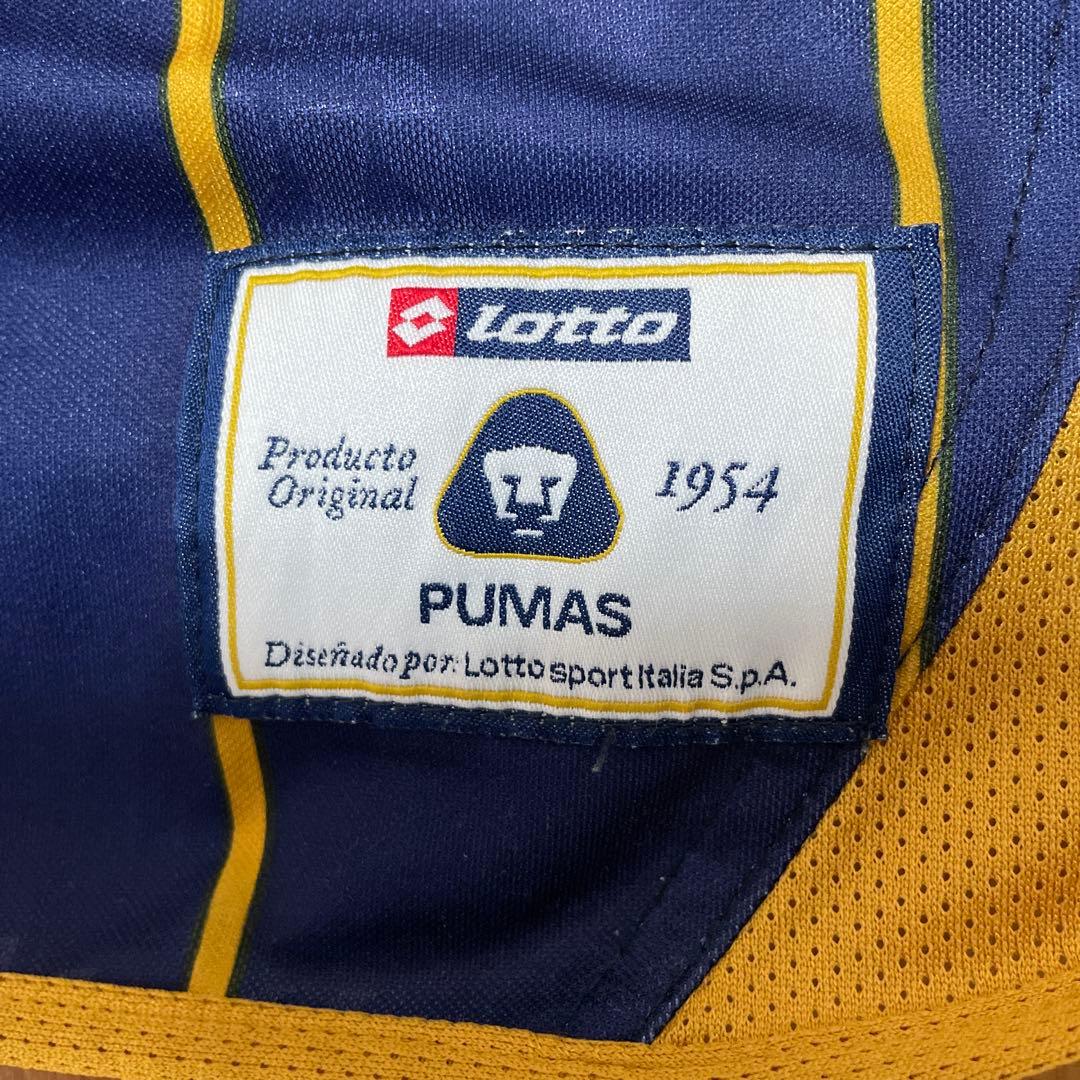 Lotto
Producto
Original
1954
PUMAS
Diseñado por: Lotto sport Italia S.p.A.